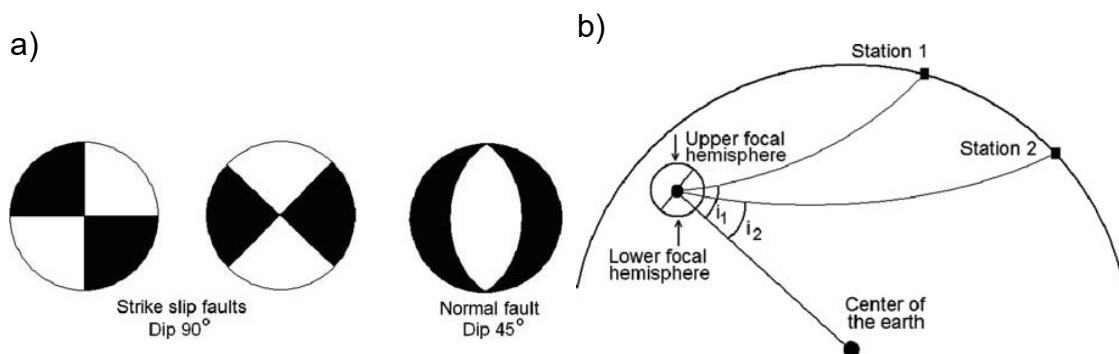 a)
Strike slip faults
Dip 90°
Normal fault
Dip 45°
b)
Station 1
Upper focal
hemisphere
Station 2
i₁
i₂
Lower focal
hemisphere
Center of
the earth